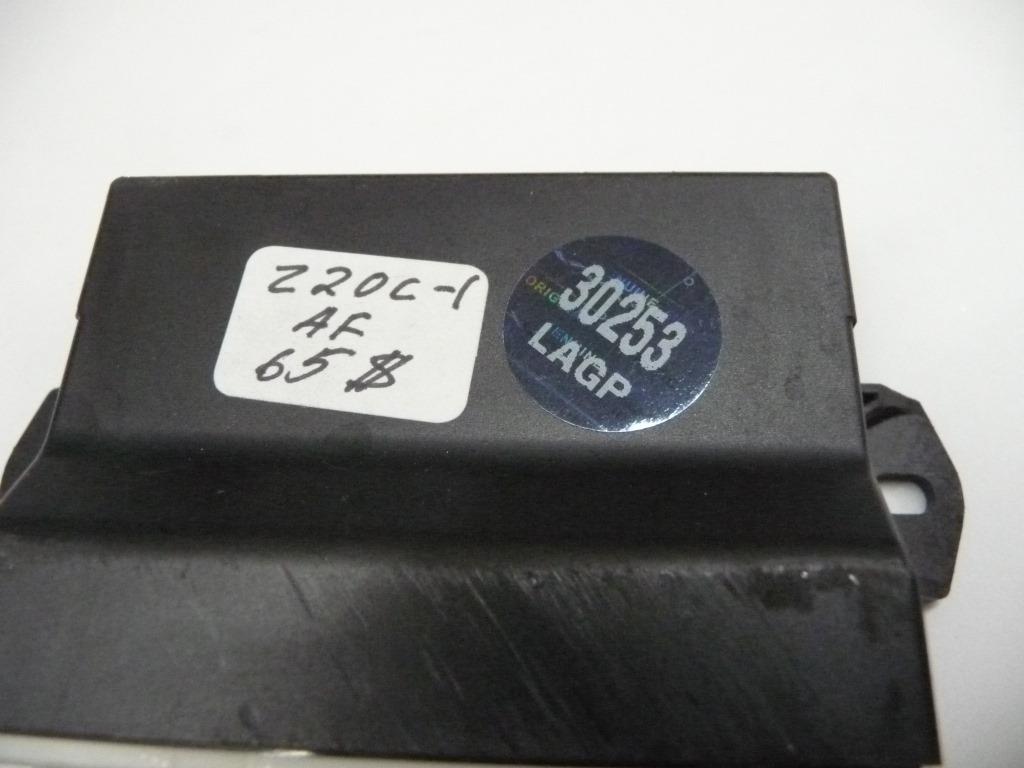 Z20C-1
AF
65 $
30253
LAGP